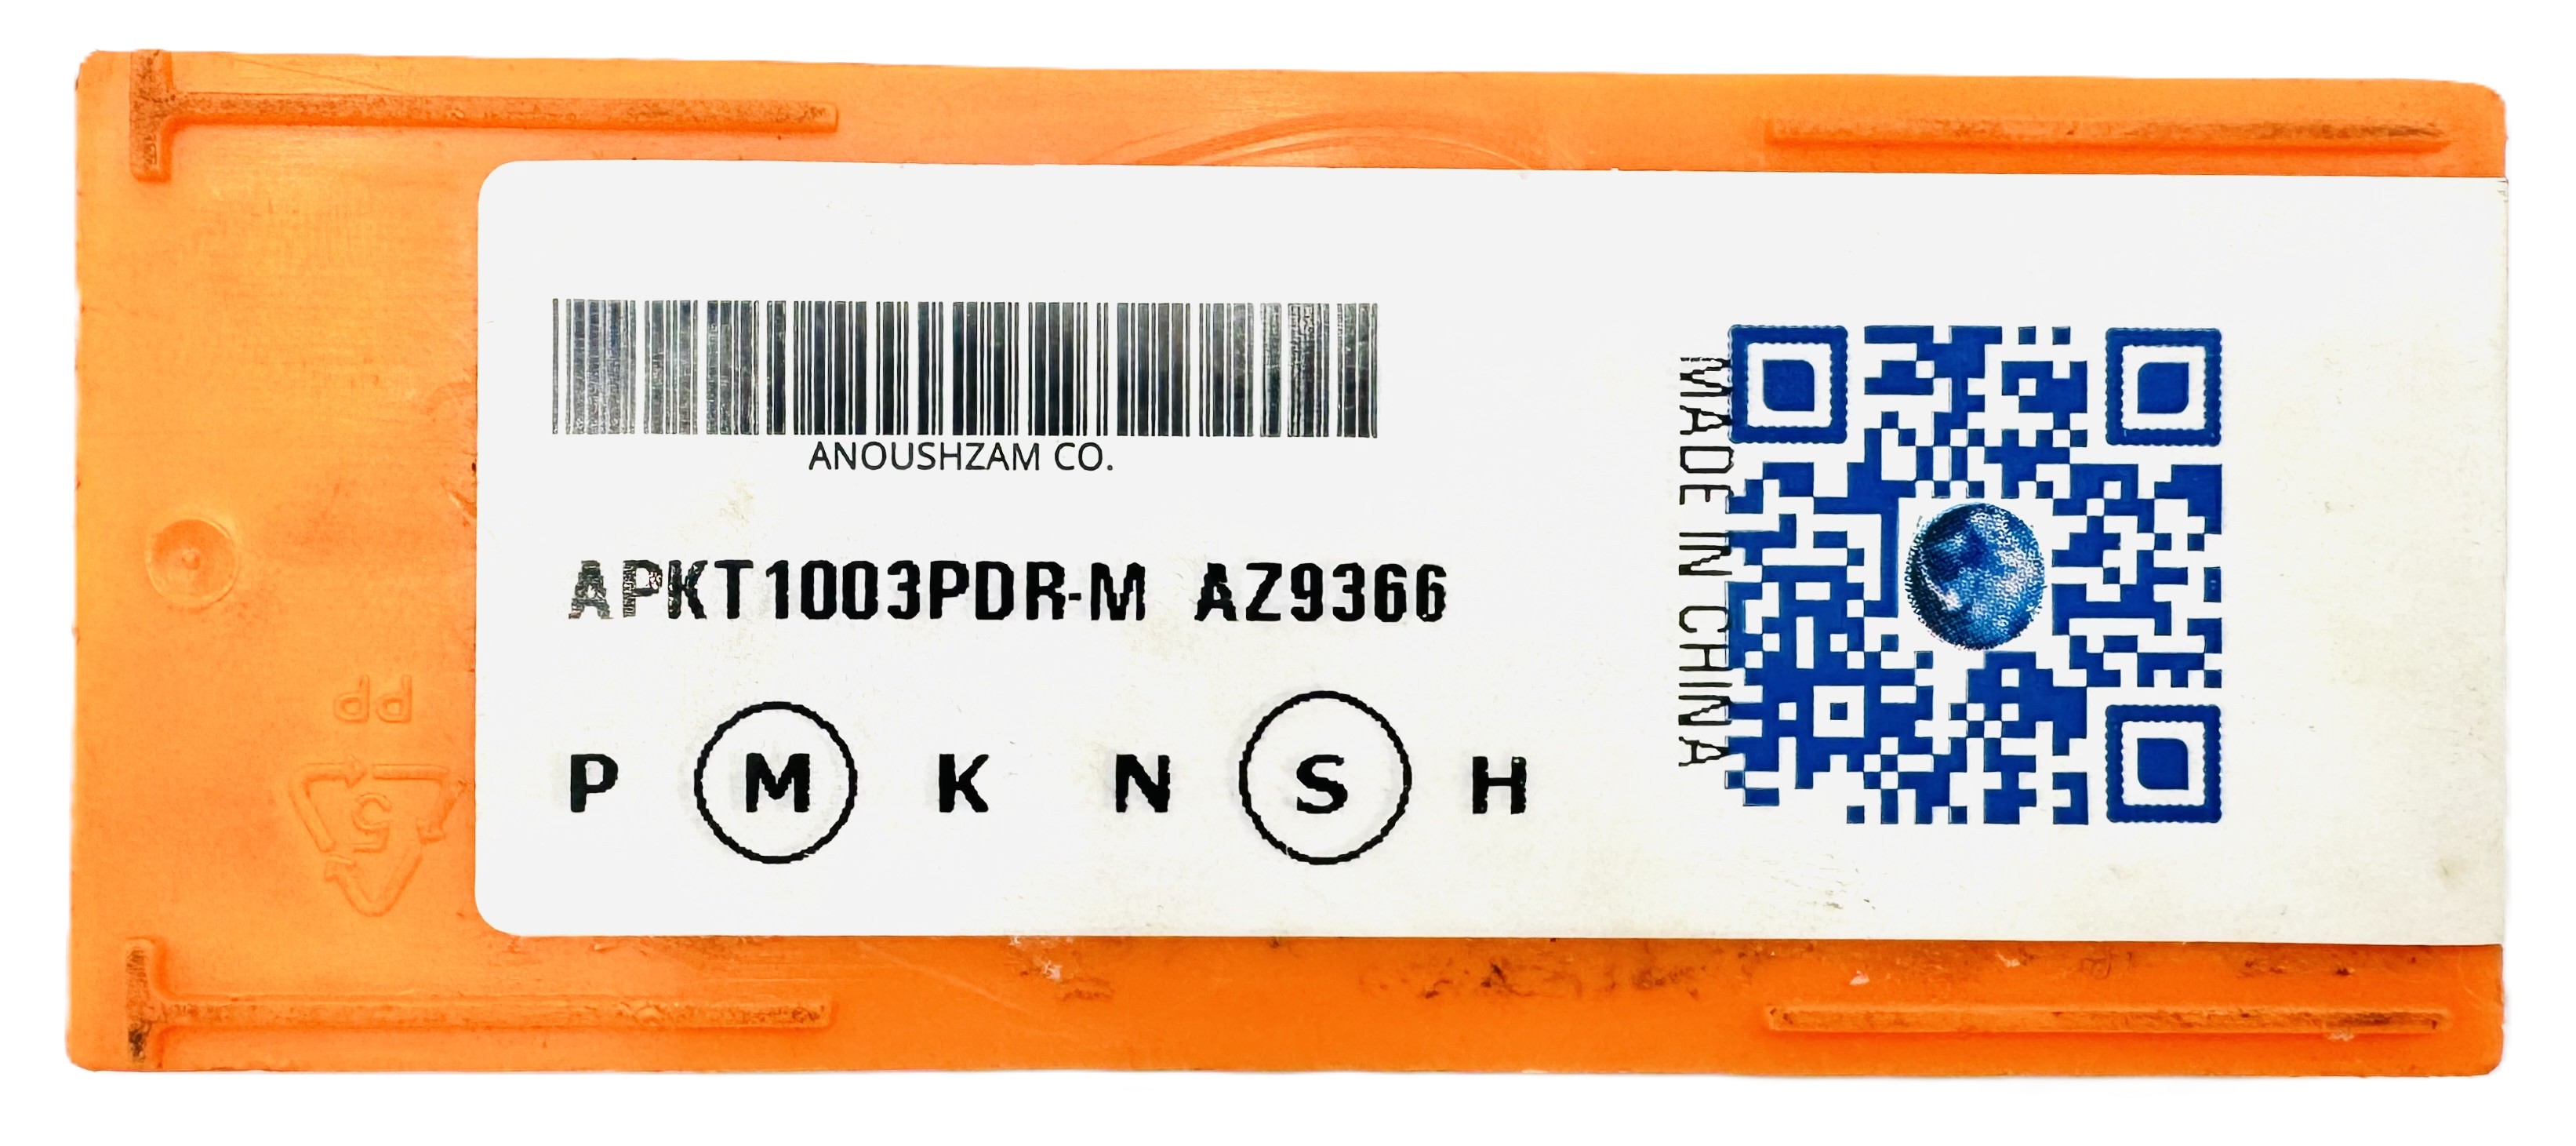 ANOUSHZAM CO.
APKT1003PDR-M AZ9366
P M K N S H
MADE IN CHINA
PP
5